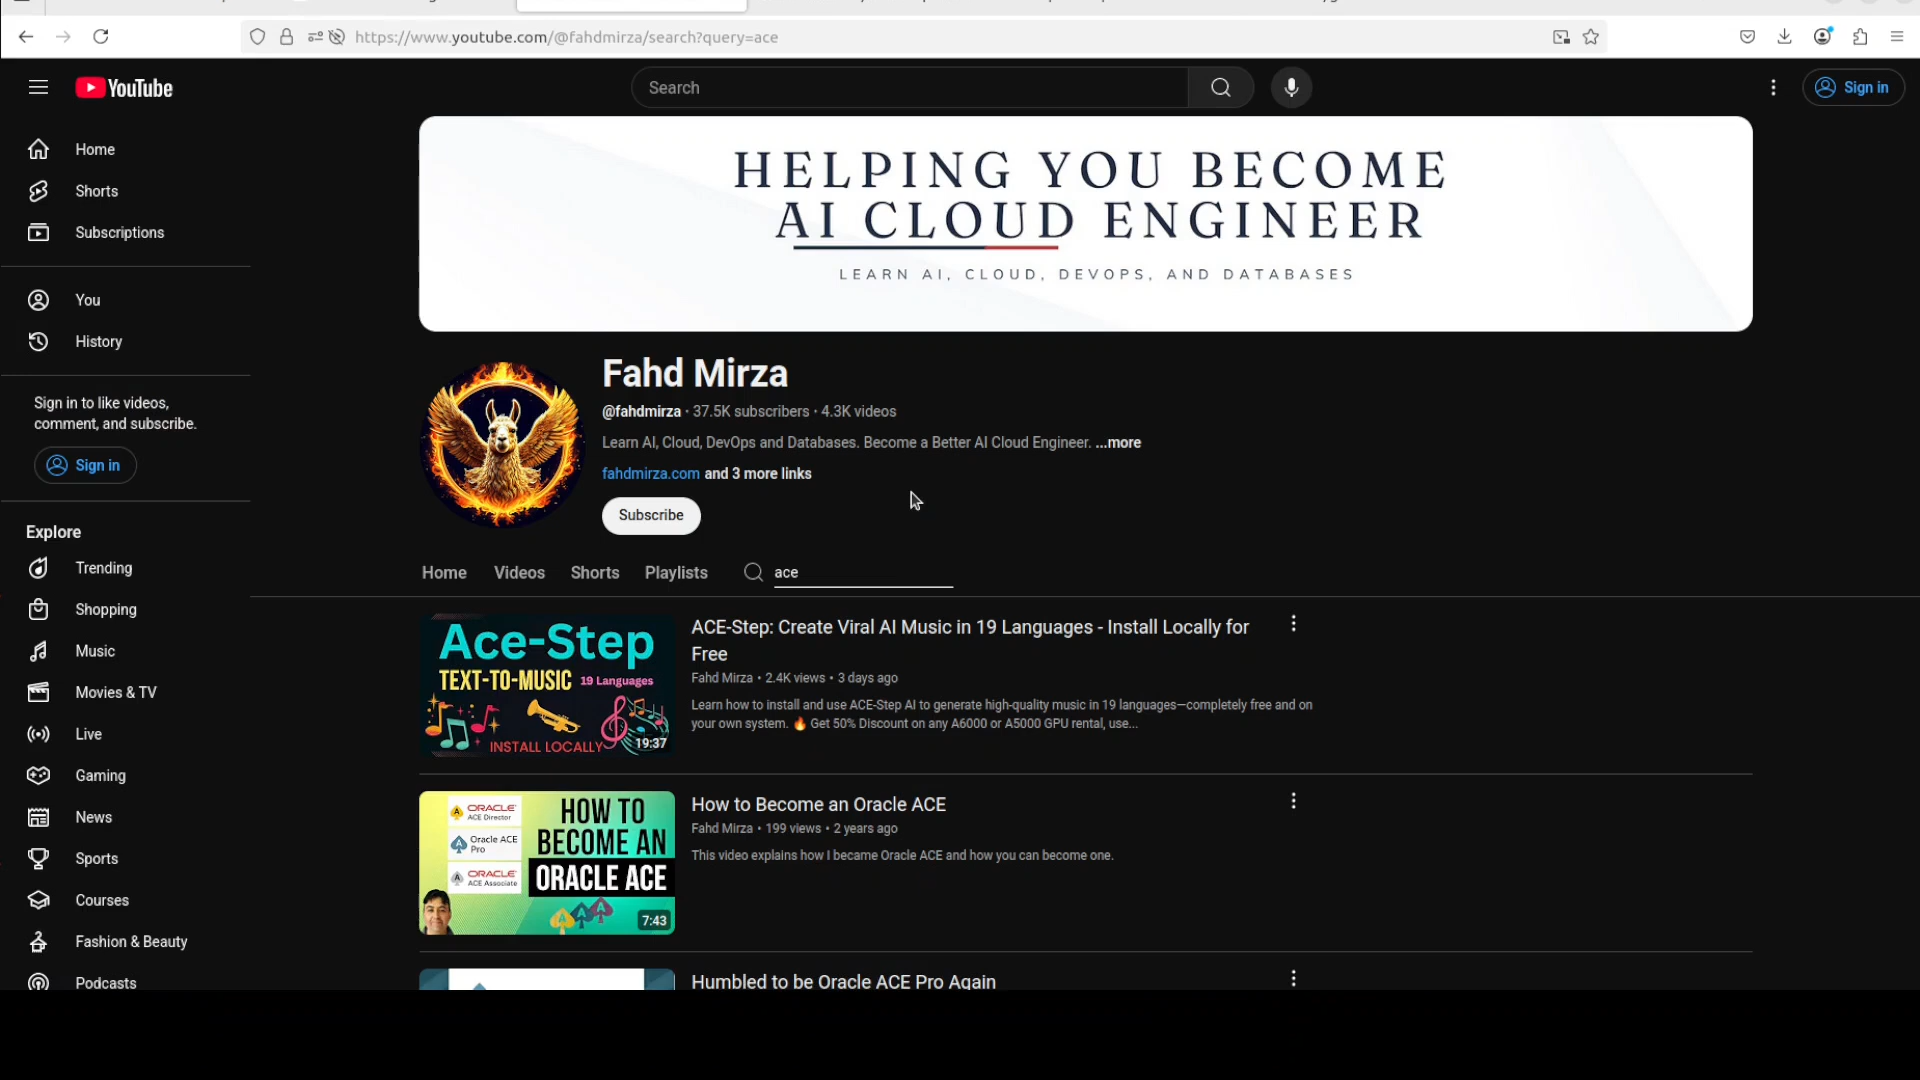 https://www.youtube.com/@fahdmirza/search?query=ace
YouTube
Search
Sign in
Home
Shorts
Subscriptions
You
History
Sign in to like videos,
comment, and subscribe.
Sign in
Explore
Trending
Shopping
Music
Movies & TV
Live
Gaming
News
Sports
Courses
Fashion & Beauty
Podcasts
HELPING YOU BECOME
AI CLOUD ENGINEER
LEARN AI, CLOUD, DEVOPS, AND DATABASES
Fahd Mirza
@fahdmirza • 37.5K subscribers • 4.3K videos
Learn AI, Cloud, DevOps and Databases. Become a Better AI Cloud Engineer. ...more
fahdmirza.com and 3 more links
Subscribe
Home Videos Shorts Playlists ace
Ace-Step
TEXT-TO-MUSIC 19 Languages
INSTALL LOCALLY
19:37
ACE-Step: Create Viral AI Music in 19 Languages - Install Locally for
Free
Fahd Mirza • 2.4K views • 3 days ago
Learn how to install and use ACE-Step AI to generate high-quality music in 19 languages—completely free and on
your own system. 🔥 Get 50% Discount on any A6000 or A5000 GPU rental, use...
ORACLE
ACE Director
Oracle ACE
Pro
ORACLE
ACE Associate
HOW TO
BECOME AN
ORACLE ACE
7:43
How to Become an Oracle ACE
Fahd Mirza • 199 views • 2 years ago
This video explains how I became Oracle ACE and how you can become one.
Humbled to be Oracle ACE Pro Again